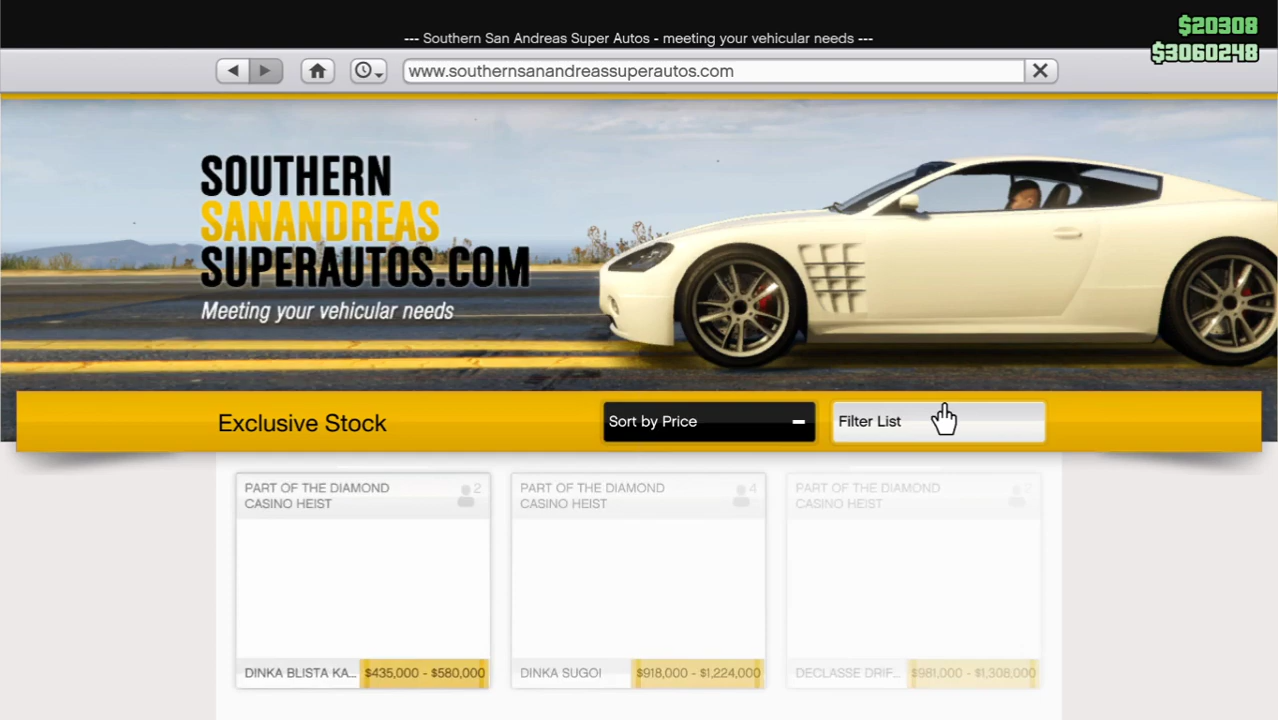 --- Southern San Andreas Super Autos - meeting your vehicular needs ---
$20308
$3060248
www.southernsanandreassuperautos.com
SOUTHERN
SANANDREAS
SUPERAUTOS.COM
Meeting your vehicular needs
Exclusive Stock
Sort by Price
Filter List
PART OF THE DIAMOND
CASINO HEIST
2
DINKA BLISTA KA...
$435,000 - $580,000
PART OF THE DIAMOND
CASINO HEIST
4
DINKA SUGOI
$918,000 - $1,224,000
PART OF THE DIAMOND
CASINO HEIST
DECLASSE DRIF...
$981,000 - $1,308,000